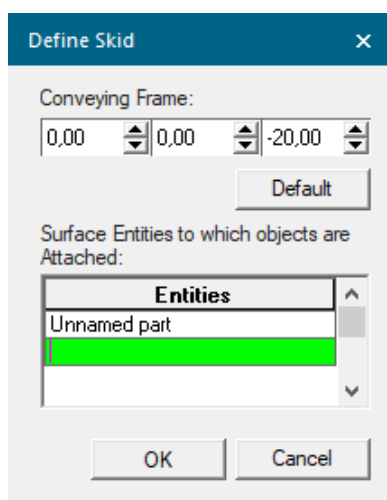 Define Skid
Conveying Frame:
0,00 0,00 -20,00
Default
Surface Entities to which objects are
Attached:
Entities
Unnamed part
OK Cancel